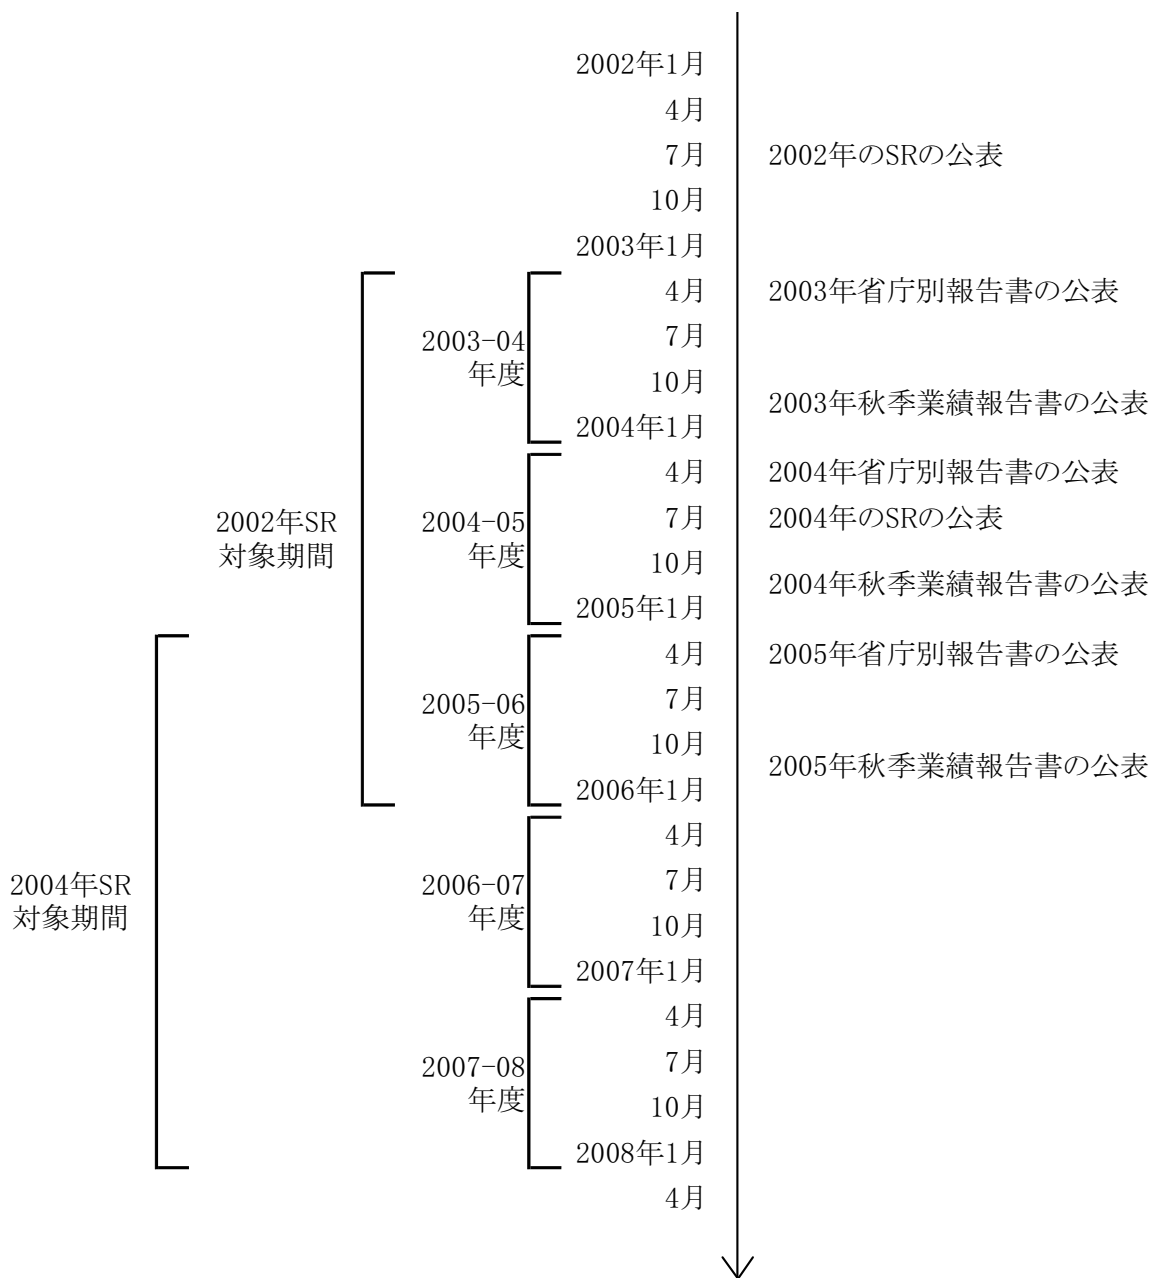 2002年1月
4月
7月
2002年のSRの公表
10月
2003年1月
4月
2003年省庁別報告書の公表
7月
2003-04
年度
10月
2003年秋季業績報告書の公表
2004年1月
4月
2004年省庁別報告書の公表
2002年SR
対象期間
2004-05
年度
7月
2004年のSRの公表
10月
2004年秋季業績報告書の公表
2005年1月
4月
2005年省庁別報告書の公表
7月
2005-06
年度
10月
2005年秋季業績報告書の公表
2006年1月
4月
2004年SR
対象期間
2006-07
年度
7月
10月
2007年1月
4月
7月
2007-08
年度
10月
2008年1月
4月